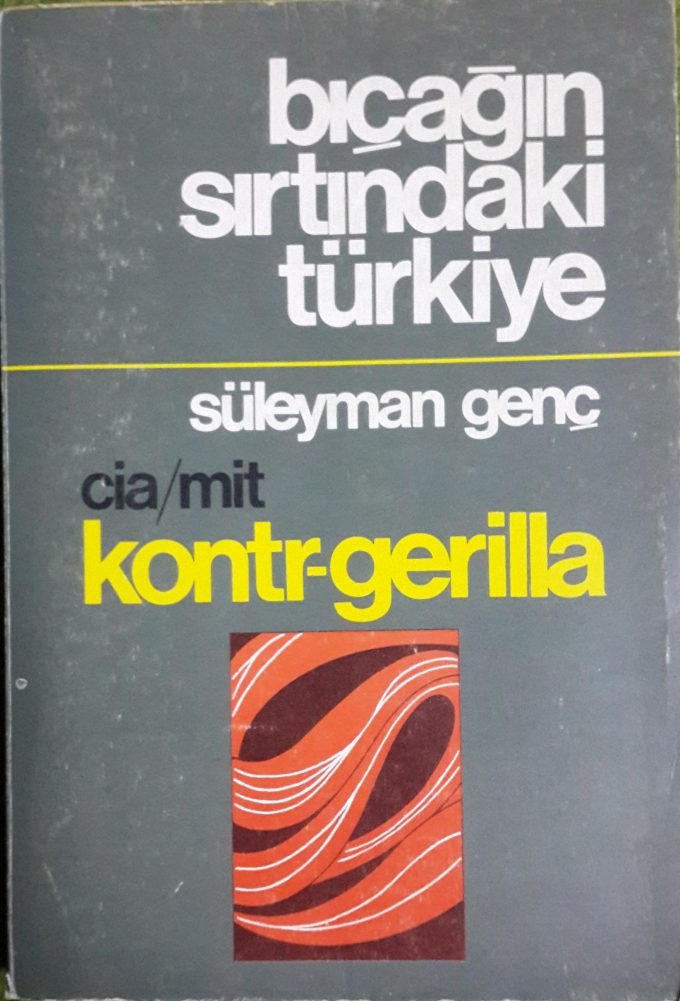 bıçağın
sırtındaki
türkiye
süleyman genç
cia/mit
kontr-gerilla